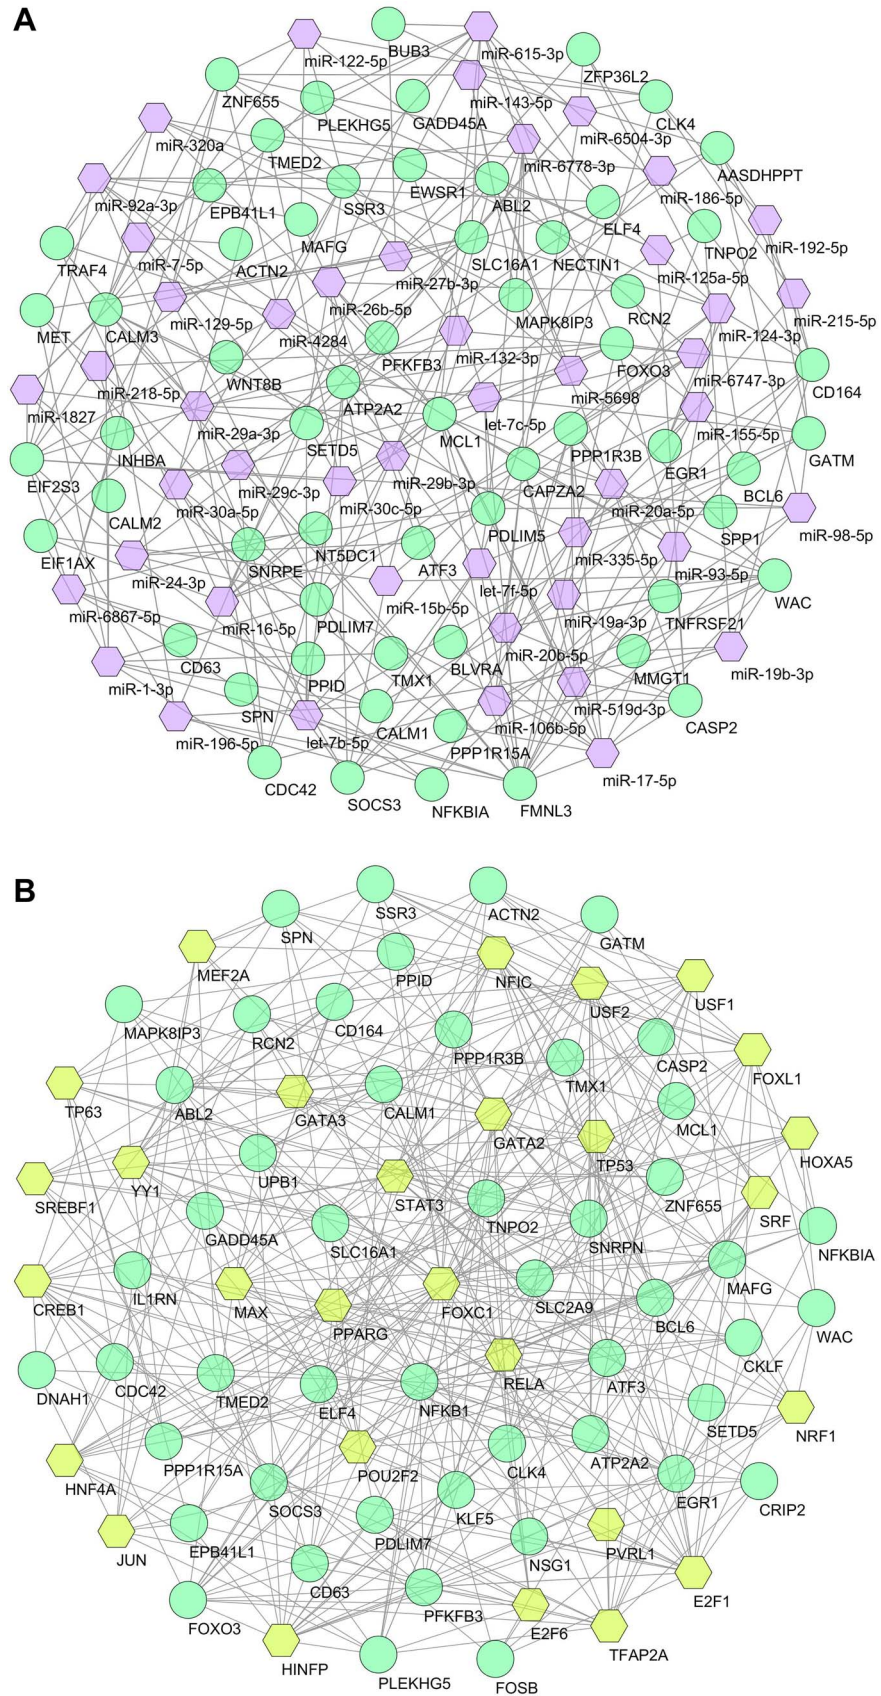 A
BUB3
miR-122-5p
miR-615-3p
ZFP36L2
ZNF655
PLEKHG5
GADD45A
miR-143-5p
CLK4
miR-320a
TMED2
miR-6504-3p
miR-6778-3p
AASDHPPT
miR-92a-3p
EPB41L1
SSR3
EWSR1
ABL2
miR-186-5p
ELF4
TRAF4
miR-7-5p
ACTN2
MAFG
SLC16A1
NECTIN1
TNPO2
miR-192-5p
miR-27b-3p
miR-125a-5p
MET
CALM3
miR-129-5p
miR-26b-5p
MAPK8IP3
RCN2
miR-215-5p
miR-4284
miR-124-3p
miR-132-3p
PFKFB3
FOXO3
miR-218-5p
WNT8B
miR-5698
miR-6747-3p
CD164
miR-1827
ATP2A2
miR-29a-3p
SETD5
MCL1
let-7c-5p
miR-155-5p
INHBA
PPP1R3B
GATM
EIF2S3
miR-29c-3p
miR-29b-3p
EGR1
CALM2
miR-30a-5p
miR-30c-5p
CAPZA2
BCL6
miR-20a-5p
EIF1AX
NT5DC1
PDLIM5
SPP1
miR-98-5p
miR-24-3p
SNRPE
ATF3
miR-335-5p
miR-93-5p
miR-6867-5p
miR-16-5p
miR-15b-5p
let-7f-5p
WAC
PDLIM7
miR-19a-3p
TNFRSF21
CD63
miR-20b-5p
miR-1-3p
PPID
TMX1
BLVRA
MMGT1
miR-19b-3p
SPN
miR-519d-3p
miR-196-5p
let-7b-5p
CALM1
miR-106b-5p
CASP2
PPP1R15A
CDC42
SOCS3
NFKBIA
FMNL3
miR-17-5p
B
SSR3
ACTN2
SPN
GATM
MEF2A
PPID
NFIC
USF2
USF1
MAPK8IP3
RCN2
CD164
PPP1R3B
CASP2
TMX1
FOXL1
TP63
ABL2
GATA3
CALM1
GATA2
MCL1
TP53
HOXA5
SREBF1
YY1
UPB1
STAT3
ZNF655
SRF
GADD45A
SLC16A1
TNPO2
SNRPN
NFKBIA
CREB1
IL1RN
MAX
PPARG
FOXC1
SLC2A9
BCL6
MAFG
WAC
DNAH1
CDC42
TMED2
ELF4
NFKB1
RELA
ATF3
CKLF
SETD5
NRF1
HNF4A
PPP1R15A
POU2F2
CLK4
ATP2A2
SOCS3
KLF5
EGR1
CRIP2
JUN
EPB41L1
PDLIM7
NSG1
PVRL1
CD63
PFKFB3
E2F1
FOXO3
E2F6
HINFP
TFAP2A
PLEKHG5
FOSB